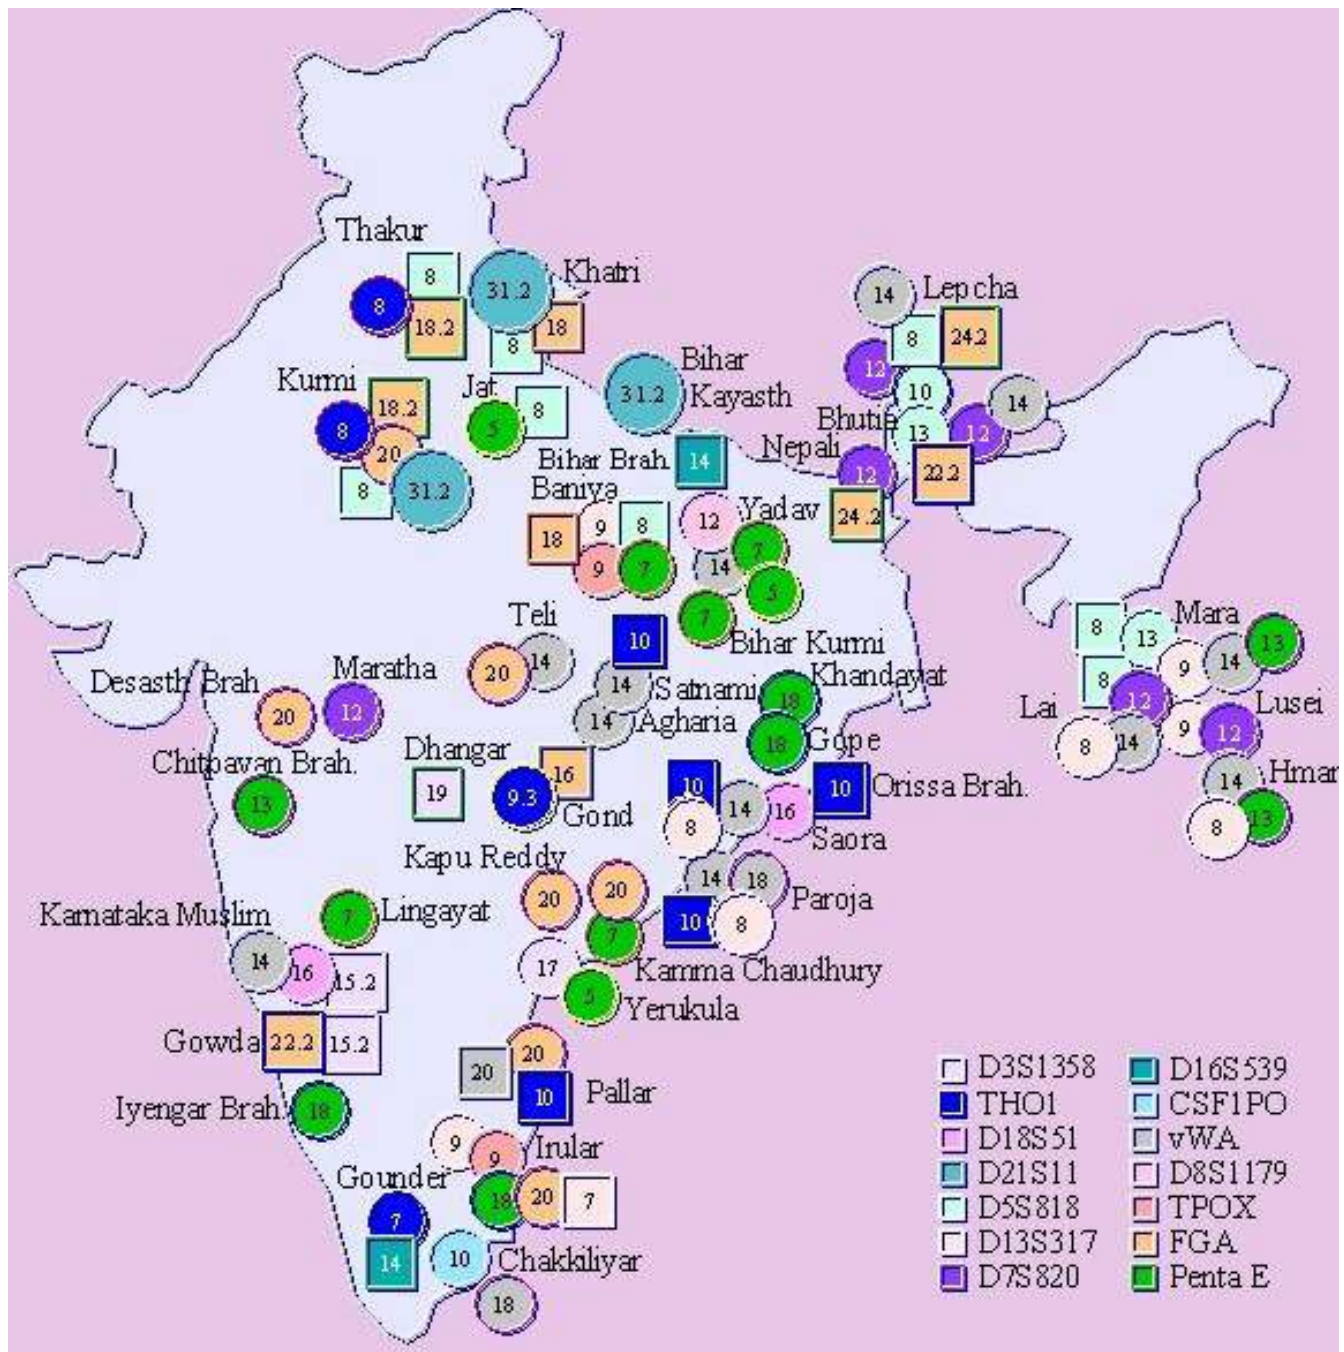 Thakur
8
8
18.2
31.2
Khatri
18
8
14
Lepcha
8
24.2
12
10
14
Bhutia
13
12
Kurmi
18.2
8
20
8
31.2
Jat
5
8
31.2
Bihar
Kayasth
Nepali
12
22.2
24.2
Bihar Brah.
14
Baniya
18
9
8
9
7
12
Yadav
7
14
5
7
Bihar Kurmi
Teli
20
14
10
14
Satnami
14
Agharia
Khandayat
18
18
Gope
Desasth Brah
20
Maratha
12
Chitpavan Brah.
13
Dhangar
19
16
9.3
Gond
10
8
14
16
10
Orissa Brah.
Saora
8
13
Mara
13
9
14
8
12
Lai
8
14
9
12
Lusei
14
Hmar
8
13
Kapu Reddy
20
20
14
18
Paroja
10
8
7
Kamma Chaudhury
Karnataka Muslim
7
Lingayat
14
16
15.2
17
5
Yerukula
Gowda
22.2
15.2
20
20
10
Pallar
Iyengar Brah.
18
9
9
Irular
Gounder
18
20
7
7
14
10
Chakkiliyar
18
D3S1358
D16S539
THO1
CSF1PO
D18S51
vWA
D21S11
D8S1179
D5S818
TPOX
D13S317
FGA
D7S820
Penta E